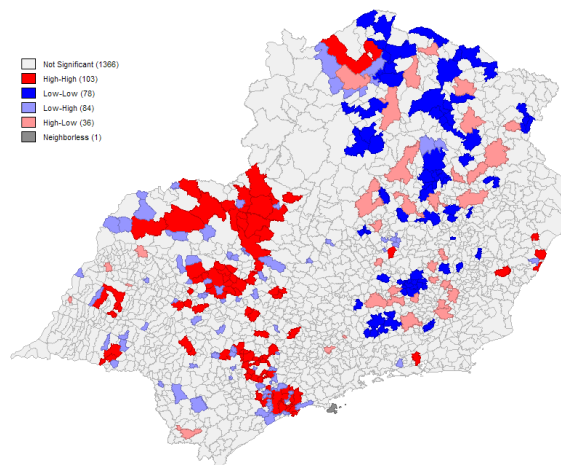 Not Significant (1366)
High-High (103)
Low-Low (78)
Low-High (84)
High-Low (36)
Neighborless (1)